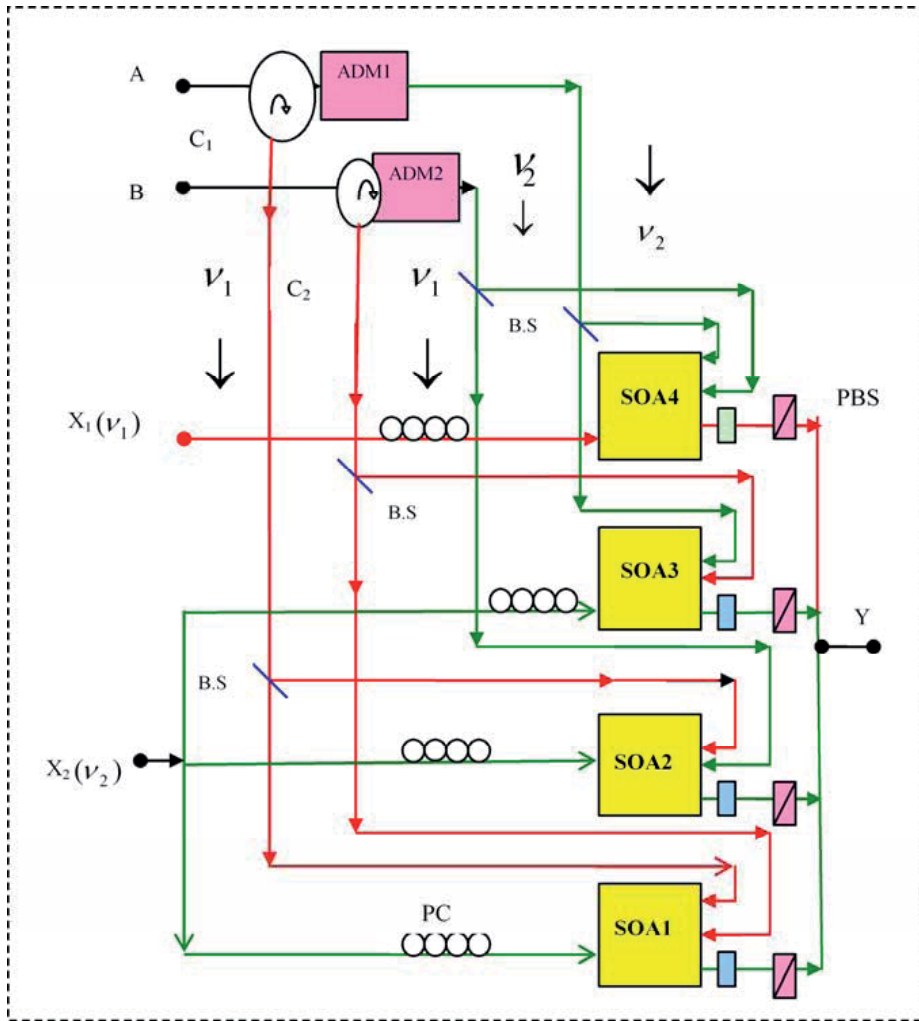 A
ADM1
C₁
B
ADM2
ν₂
ν₂
ν₁
C₂
ν₁
B.S
SOA4
PBS
X₁(ν₁)
B.S
SOA3
Y
B.S
SOA2
X₂(ν₂)
PC
SOA1